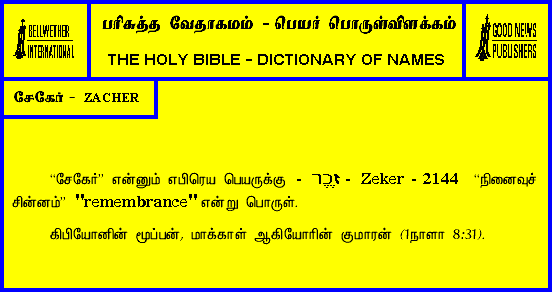 BELLWETHER
INTERNATIONAL
பரிசுத்த வேதாகமம் - பெயர் பொருள்விளக்கம்
THE HOLY BIBLE - DICTIONARY OF NAMES
GOOD NEWS
PUBLISHERS
சேகேர் - ZACHER
“சேகேர்” என்னும் எபிரெய பெயருக்கு - זֶכֶר - Zeker - 2144 “நினைவுச்
சின்னம்” "remembrance" என்று பொருள்.
கிபியோனின் மூப்பன், மாக்காள் ஆகியோரின் குமாரன் (1நாளா 8:31).